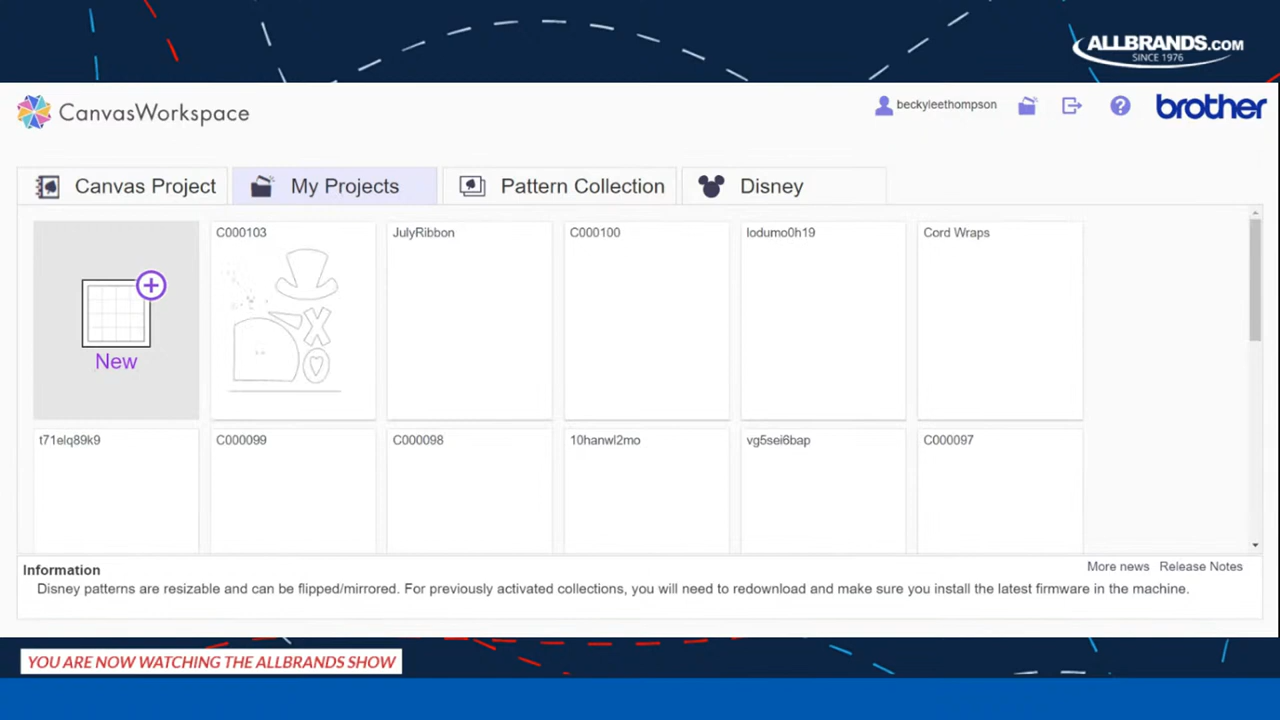 ALLBRANDS.COM
SINCE 1976
CanvasWorkspace
beckyleethompson
brother
Canvas Project
My Projects
Pattern Collection
Disney
New
C000103
JulyRibbon
C000100
lodumo0h19
Cord Wraps
t71elq89k9
C000099
C000098
10hanwl2mo
vg5sei6bap
C000097
Information
More news
Release Notes
Disney patterns are resizable and can be flipped/mirrored. For previously activated collections, you will need to redownload and make sure you install the latest firmware in the machine.
YOU ARE NOW WATCHING THE ALLBRANDS SHOW